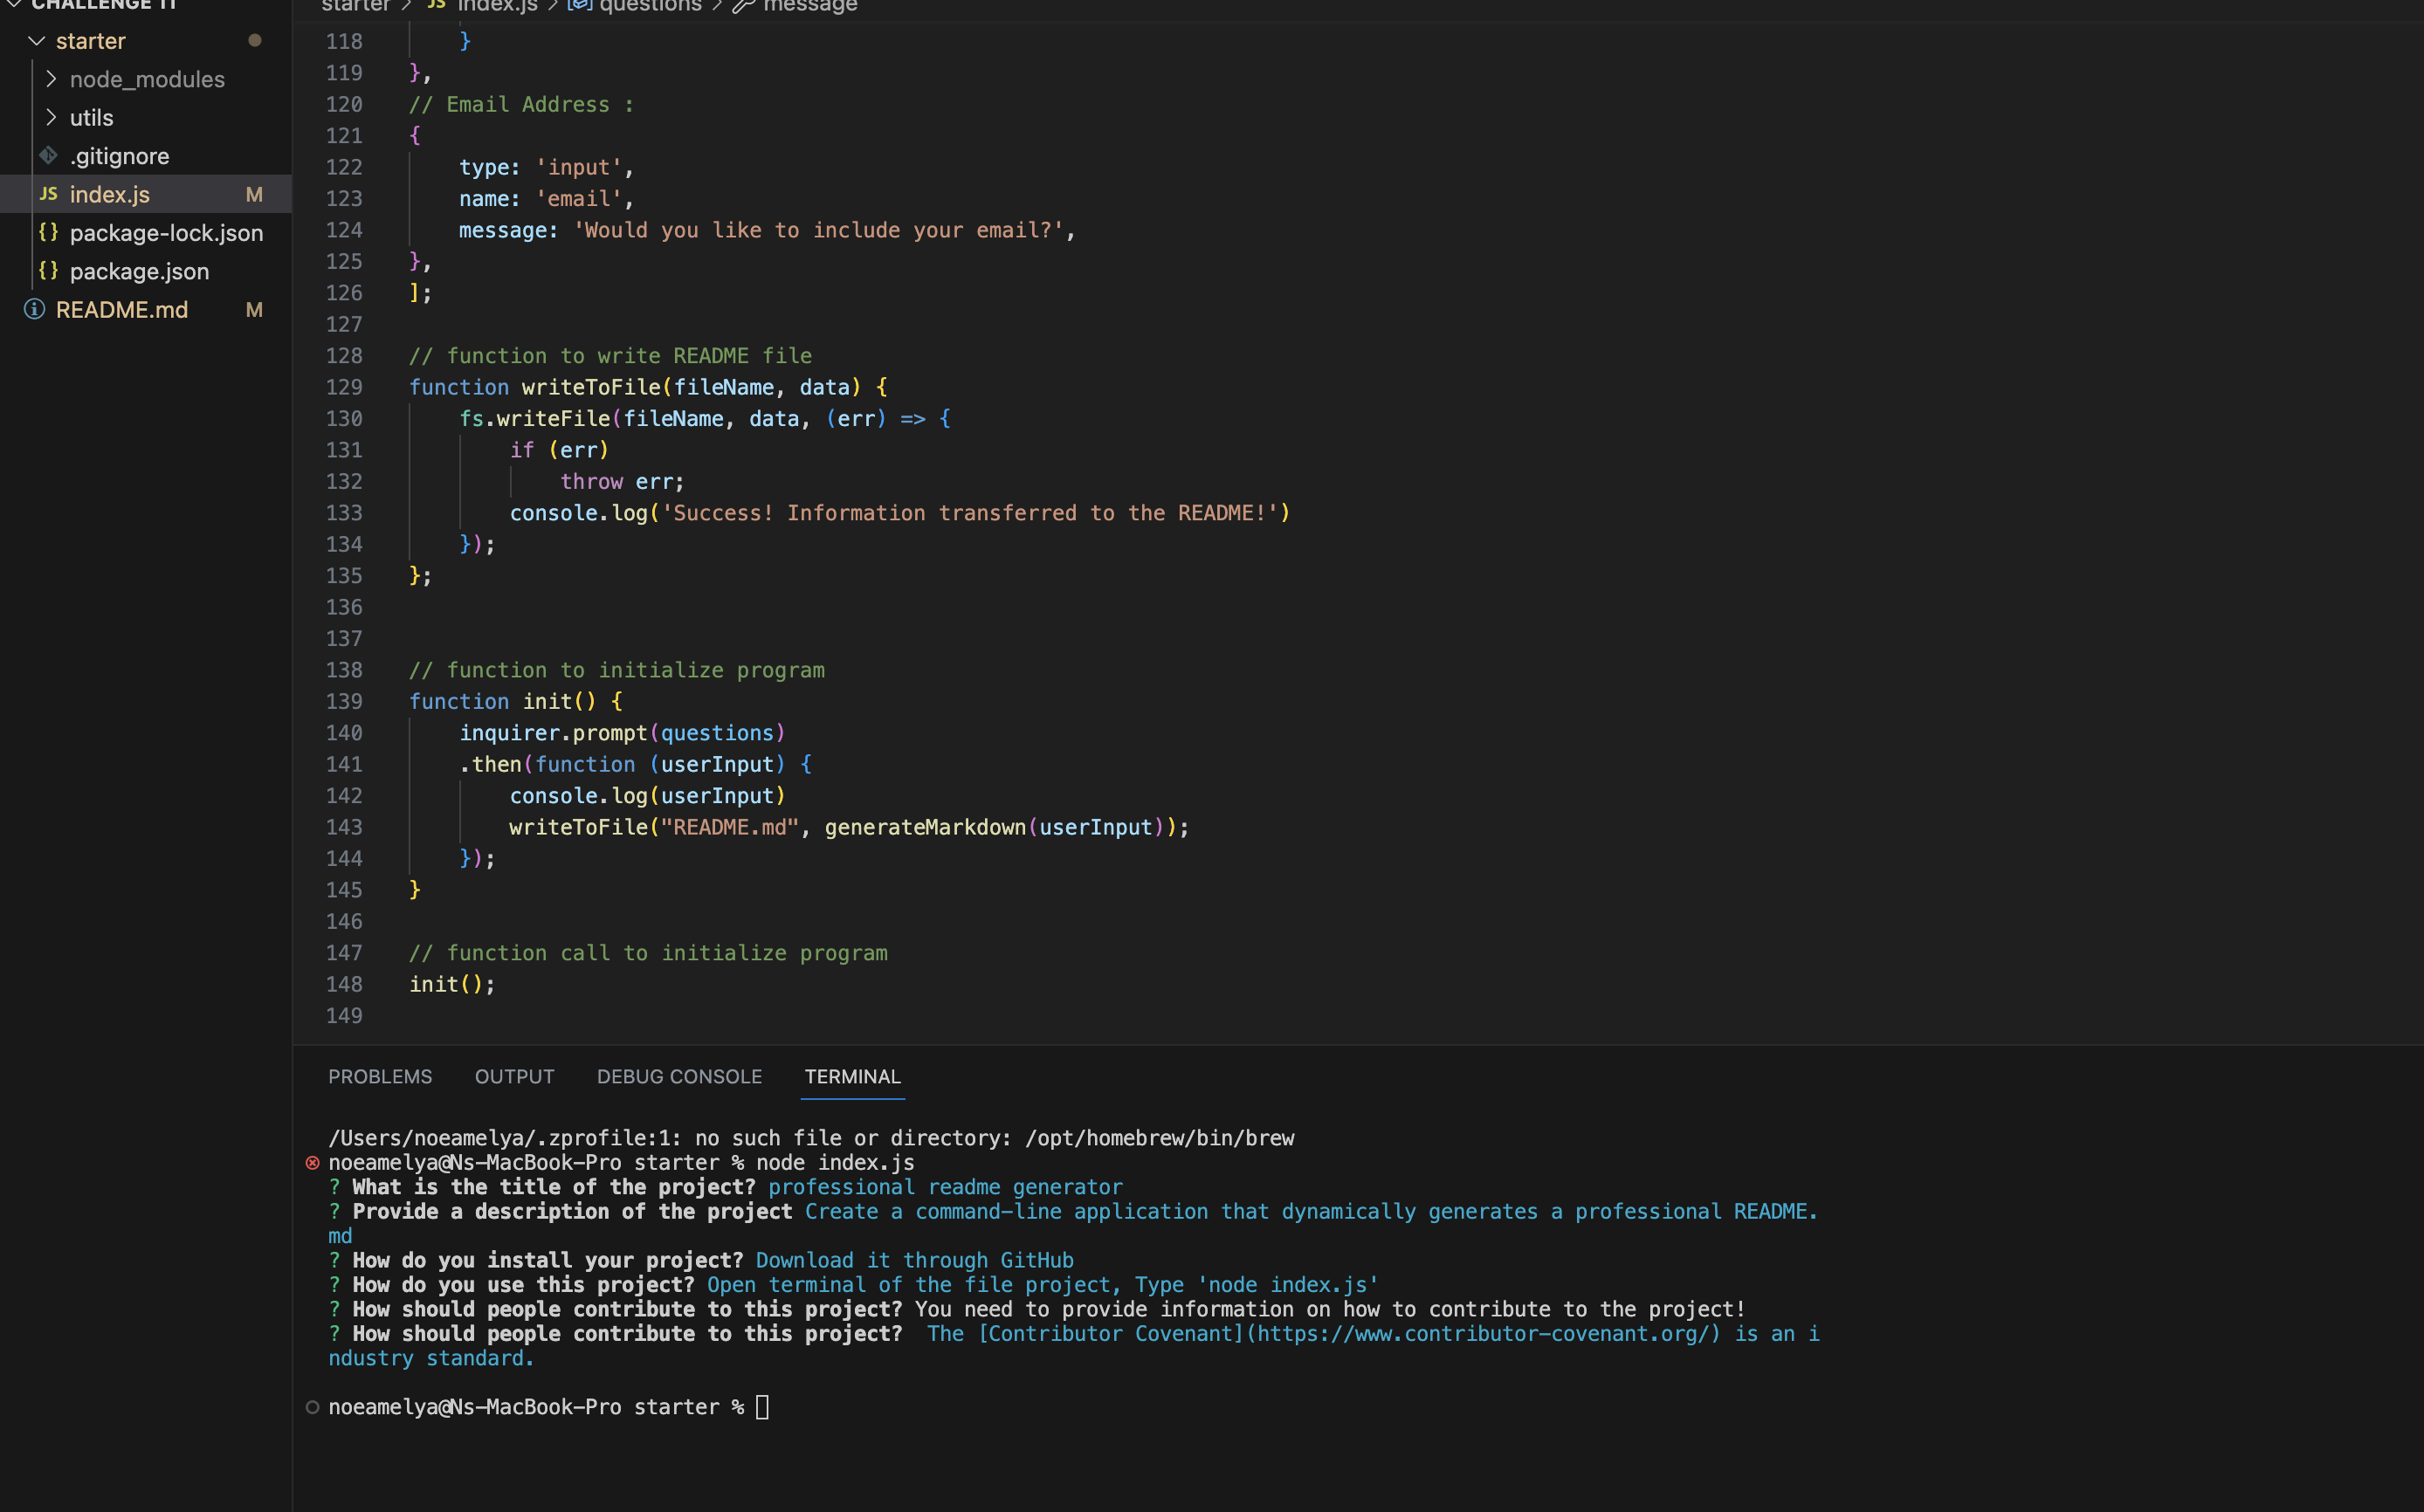 CHALLENGE 11
starter
node_modules
utils
.gitignore
JS index.js M
{} package-lock.json
{} package.json
README.md M
starter > JS index.js > questions > message
118 }
119 },
120 // Email Address :
121 {
122 type: 'input',
123 name: 'email',
124 message: 'Would you like to include your email?',
125 },
126 ];
127
128 // function to write README file
129 function writeToFile(fileName, data) {
130 fs.writeFile(fileName, data, (err) => {
131 if (err)
132 throw err;
133 console.log('Success! Information transferred to the README!')
134 });
135 };
136
137
138 // function to initialize program
139 function init() {
140 inquirer.prompt(questions)
141 .then(function (userInput) {
142 console.log(userInput)
143 writeToFile("README.md", generateMarkdown(userInput));
144 });
145 }
146
147 // function call to initialize program
148 init();
149
PROBLEMS OUTPUT DEBUG CONSOLE TERMINAL
/Users/noeamelya/.zprofile:1: no such file or directory: /opt/homebrew/bin/brew
noeamelya@Ns-MacBook-Pro starter % node index.js
? What is the title of the project? professional readme generator
? Provide a description of the project Create a command-line application that dynamically generates a professional README.
md
? How do you install your project? Download it through GitHub
? How do you use this project? Open terminal of the file project, Type 'node index.js'
? How should people contribute to this project? You need to provide information on how to contribute to the project!
? How should people contribute to this project?  The [Contributor Covenant](https://www.contributor-covenant.org/) is an i
ndustry standard.
noeamelya@Ns-MacBook-Pro starter %